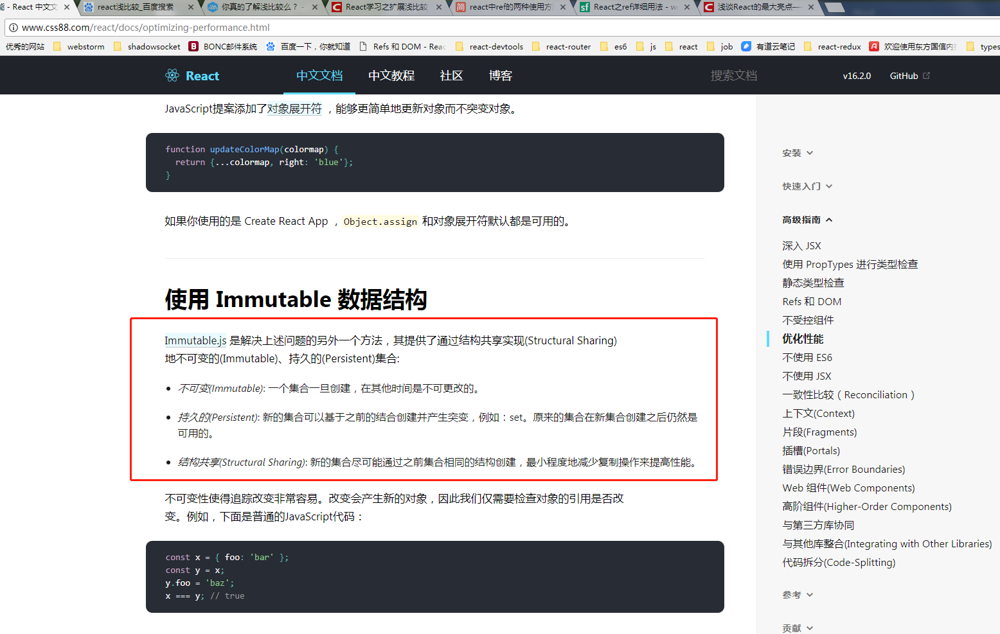 能 - React 中文文 react浅比较_百度搜索 你真的了解浅比较么？ - React学习之扩展浅比较 react中ref的两种使用方 React之ref详细用法 - w 浅谈React的最大亮点—
www.css88.com/react/docs/optimizing-performance.html
优秀的网站 webstorm shadowsocket BONC邮件系统 百度一下，你就知道 Refs 和 DOM - Reac react-devtools react-router es6 js react job 有道云笔记 react-redux 欢迎使用东方国信内 types
React 中文文档 中文教程 社区 博客 搜索文档 v16.2.0 GitHub
JavaScript提案添加了对象展开符 ，能够更简单地更新对象而不突变对象。
function updateColorMap(colormap) {
return {...colormap, right: 'blue'};
}
如果你使用的是 Create React App ，Object.assign 和对象展开符默认都是可用的。
使用 Immutable 数据结构
Immutable.js 是解决上述问题的另外一个方法，其提供了通过结构共享实现(Structural Sharing)
地不可变的(Immutable)、持久的(Persistent)集合:
• 不可变(Immutable): 一个集合一旦创建，在其他时间是不可更改的。
• 持久的(Persistent): 新的集合可以基于之前的结合创建并产生突变，例如：set。原来的集合在新集合创建之后仍然是
可用的。
• 结构共享(Structural Sharing): 新的集合尽可能通过之前集合相同的结构创建，最小程度地减少复制操作来提高性能。
不可变性使得追踪改变非常容易。改变会产生新的对象，因此我们仅需要检查对象的引用是否改
变。例如，下面是普通的JavaScript代码：
const x = { foo: 'bar' };
const y = x;
y.foo = 'baz';
x === y; // true
安装
快速入门
高级指南
深入 JSX
使用 PropTypes 进行类型检查
静态类型检查
Refs 和 DOM
不受控组件
优化性能
不使用 ES6
不使用 JSX
一致性比较（Reconciliation）
上下文(Context)
片段(Fragments)
插槽(Portals)
错误边界(Error Boundaries)
Web 组件(Web Components)
高阶组件(Higher-Order Components)
与第三方库协同
与其他库整合(Integrating with Other Libraries)
代码拆分(Code-Splitting)
参考
贡献